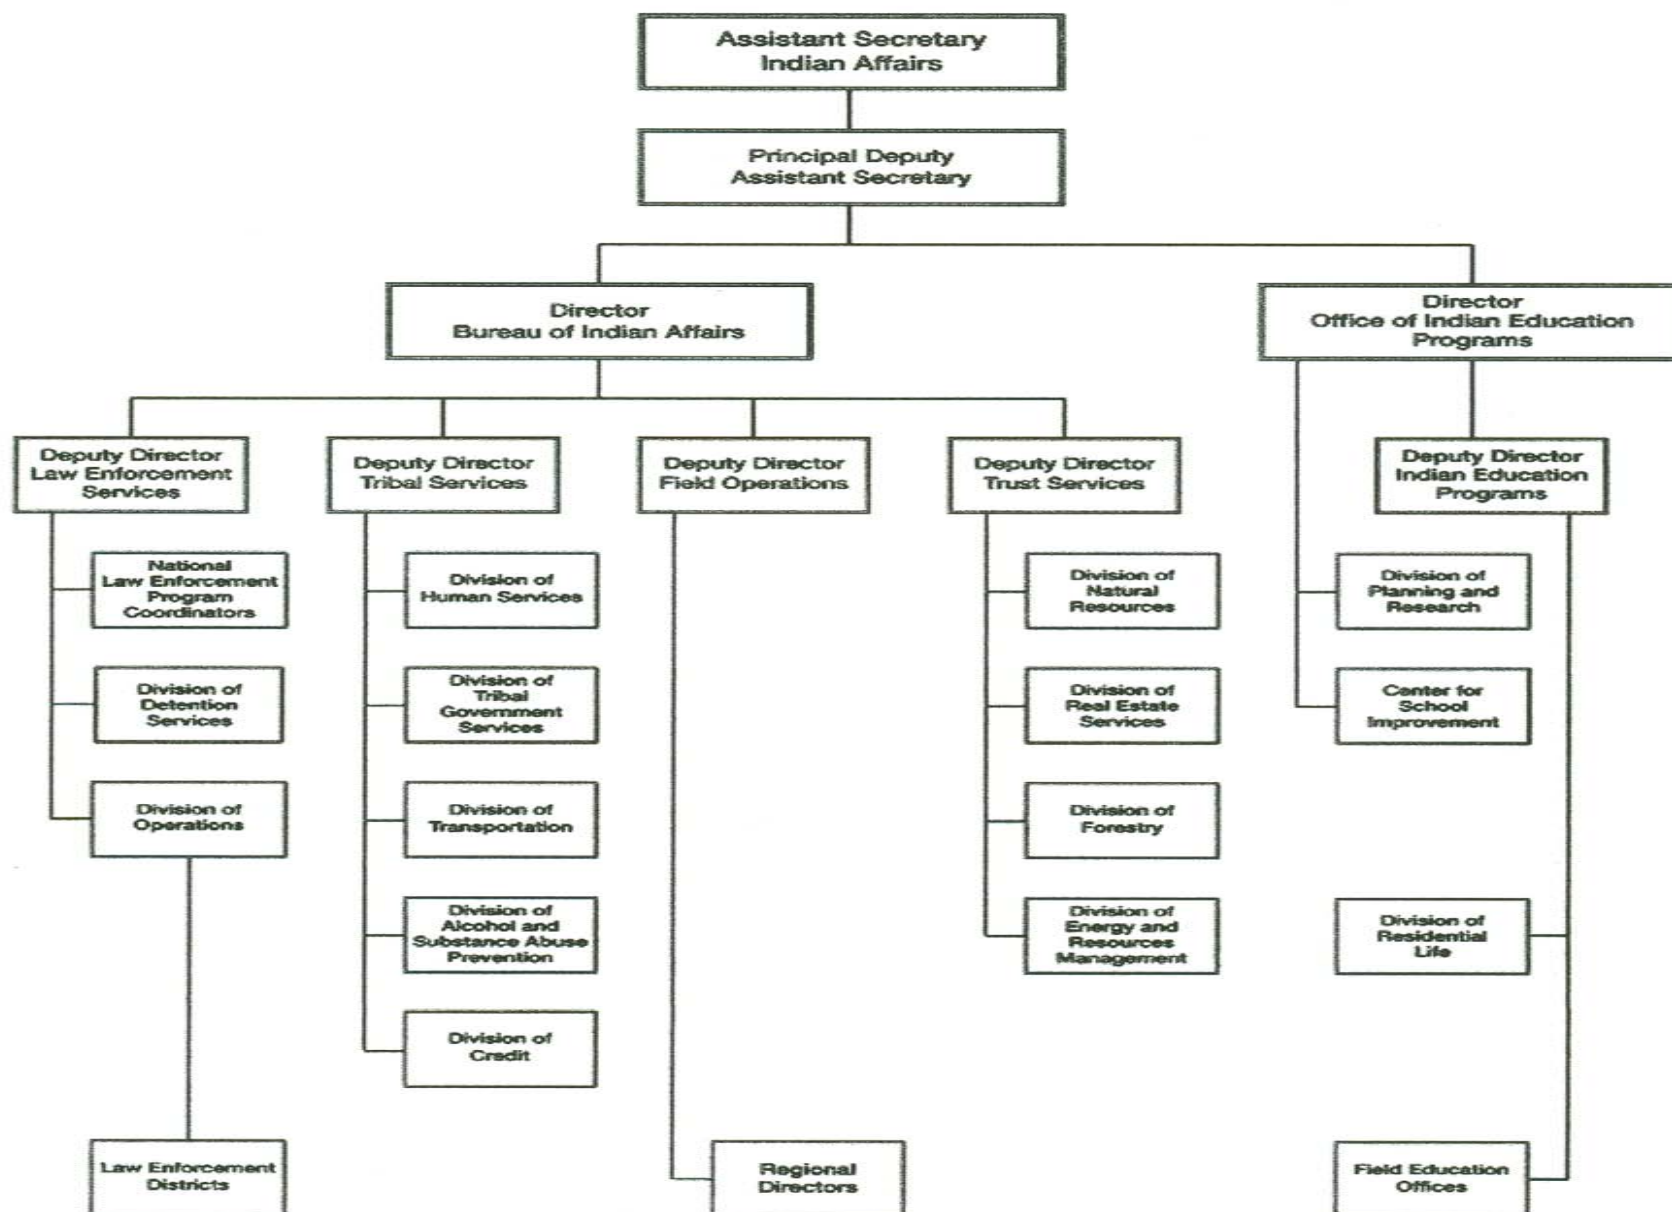 Assistant Secretary
Indian Affairs
Principal Deputy
Assistant Secretary
Director
Bureau of Indian Affairs
Director
Office of Indian Education
Programs
Deputy Director
Law Enforcement
Services
Deputy Director
Tribal Services
Deputy Director
Field Operations
Deputy Director
Trust Services
Deputy Director
Indian Education
Programs
National
Law Enforcement
Program
Coordinators
Division of
Human Services
Division of
Natural
Resources
Division of
Planning and
Research
Division of
Detention
Services
Division of
Tribal
Government
Services
Division of
Real Estate
Services
Center for
School
Improvement
Division of
Operations
Division of
Transportation
Division of
Forestry
Division of
Alcohol and
Substance Abuse
Prevention
Division of
Energy and
Resources
Management
Division of
Residential
Life
Division of
Credit
Law Enforcement
Districts
Regional
Directors
Field Education
Offices